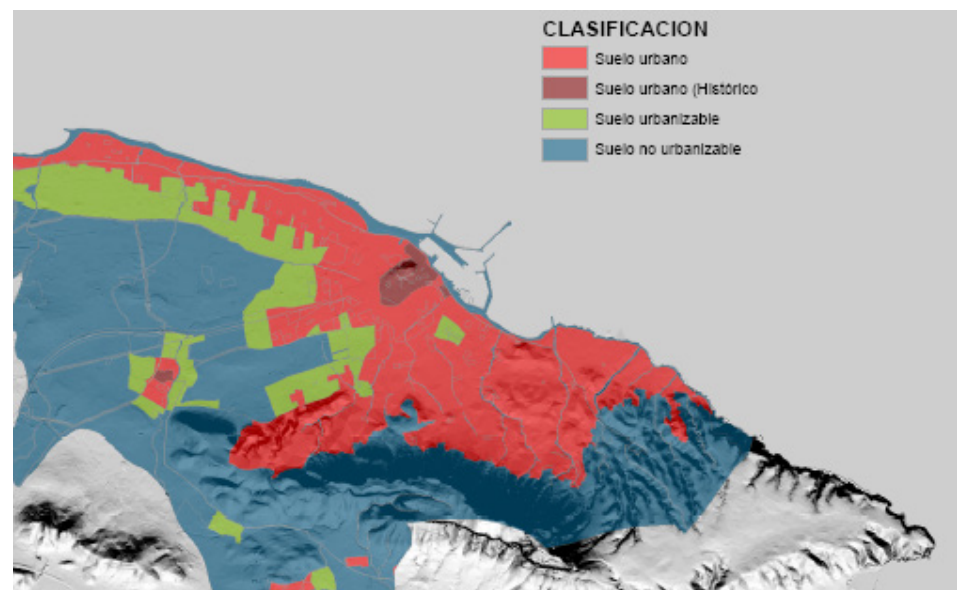 CLASIFICACION
Suelo urbano
Suelo urbano (Histórico
Suelo urbanizable
Suelo no urbanizable